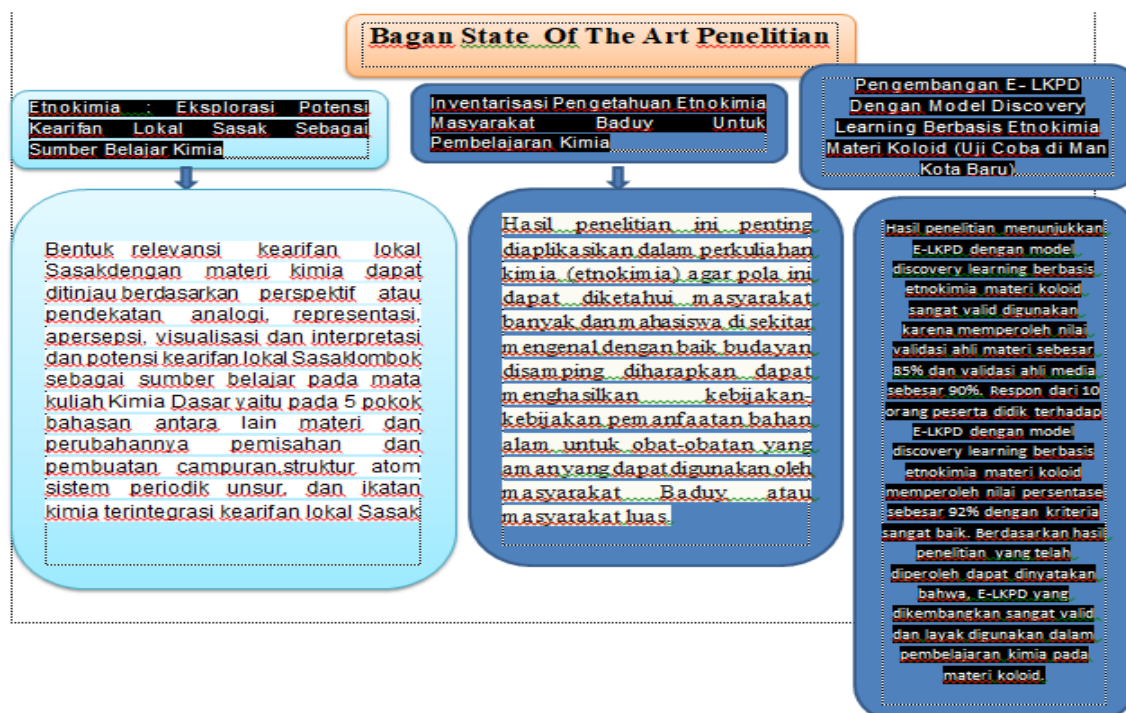 Bagan State Of The Art Penelitian
Etnokimia : Eksplorasi Potensi
Kearifan Lokal Sasak Sebagai
Sumber Belajar Kimia
Inventarisasi Pengetahuan Etnokimia
Masyarakat Baduy Untuk
Pembelajaran Kimia
Pengembangan E- LKPD
Dengan Model Discovery
Learning Berbasis Etnokimia
Materi Koloid (Uji Coba di Man
Kota Baru)
Bentuk relevansi kearifan lokal
Sasakdengan materi kimia dapat
ditinjau berdasarkan perspektif atau
pendekatan analogi, representasi,
apersepsi, visualisasi dan interpretasi
dan potensi kearifan lokal Sasaklombok
sebagai sumber belajar pada mata
kuliah Kimia Dasar yaitu pada 5 pokok
bahasan antara lain materi dan
perubahannya pemisahan dan
pembuatan campuran,struktur atom
sistem periodik unsur, dan ikatan
kimia terintegrasi kearifan lokal Sasak
Hasil penelitian ini penting
diaplikasikan dalam perkuliahan
kimia (etnokimia) agar pola ini
dapat diketahui masyarakat
banyak dan mahasiswa di sekitar
mengenal dengan baik budayan
disamping diharapkan dapat
menghasilkan kebijakan-
kebijakan pemanfaatan bahan
alam untuk obat-obatan yang
aman yang dapat digunakan oleh
masyarakat Baduy atau
masyarakat luas.
Hasil penelitian menunjukkan
E-LKPD dengan model
discovery learning berbasis
etnokimia materi koloid
sangat valid digunakan
karena memperoleh nilai
validasi ahli materi sebesar
85% dan validasi ahli media
sebesar 90%. Respon dari 10
orang peserta didik terhadap
E-LKPD dengan model
discovery learning berbasis
etnokimia materi koloid
memperoleh nilai persentase
sebesar 92% dengan kriteria
sangat baik. Berdasarkan hasil
penelitian yang telah
diperoleh dapat dinyatakan
bahwa, E-LKPD yang
dikembangkan sangat valid
dan layak digunakan dalam
pembelajaran kimia pada
materi koloid.